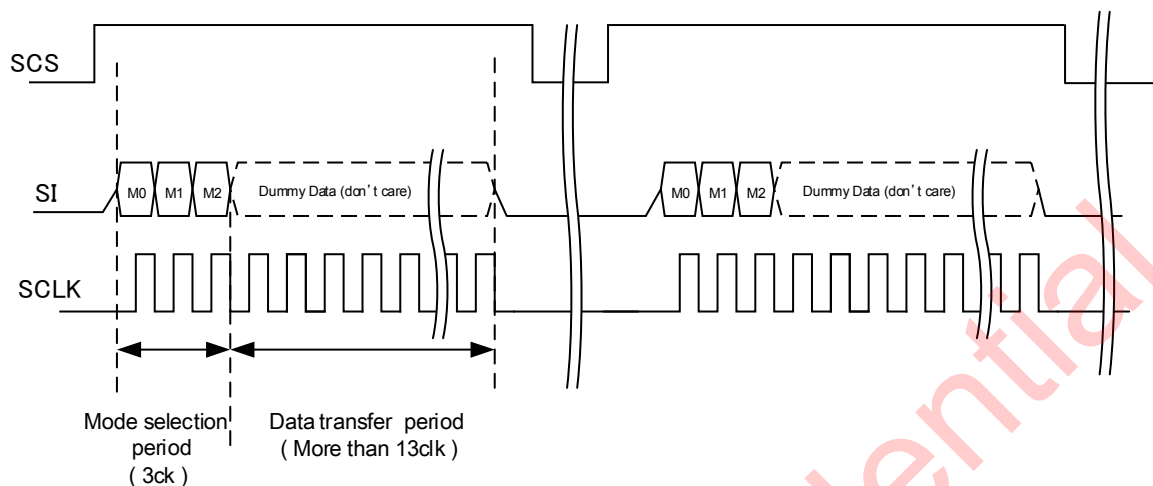 SCS
M0 M1 M2 Dummy Data (don't care) M0 M1 M2 Dummy Data (don't care)
SI
SCLK
Mode selection period ( 3ck )
Data transfer period ( More than 13clk )